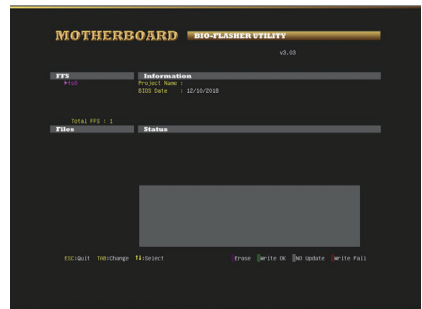 MOTHERBOARD BIO-FLASHER UTILITY
v3.03
FFS Information
fs0 Project Name :
BIOS Date : 12/10/2018
Total FFS : 1
Files Status
ESC:Quit TAB:Change ↑↓:Select Erase Write OK NO Update Write Fail